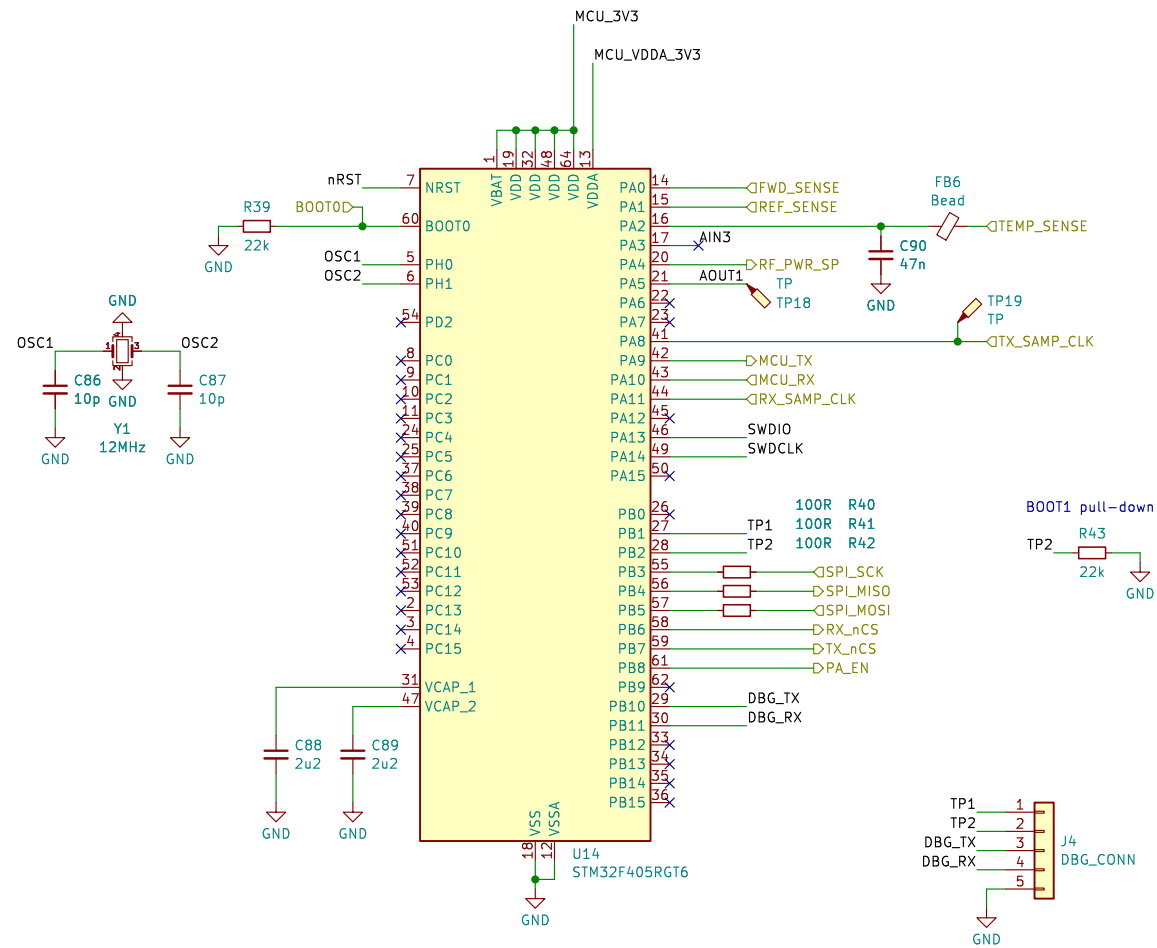 MCU_3V3
MCU_VDDA_3V3
1
19
32
48
64
13
VBAT
VDD
VDD
VDD
VDD
VDDA
nRST
7
NRST
BOOT0
R39
22k
GND
60
BOOT0
OSC1
5
PH0
OSC2
6
PH1
54
PD2
8
PC0
9
PC1
10
PC2
11
PC3
24
PC4
25
PC5
37
PC6
38
PC7
39
PC8
40
PC9
51
PC10
52
PC11
53
PC12
2
PC13
3
PC14
4
PC15
31
VCAP_1
47
VCAP_2
GND
OSC1
1
4
3
2
OSC2
C86
10p
GND
C87
10p
Y1
12MHz
GND
GND
C88
2u2
C89
2u2
GND
GND
PA0
14
FWD_SENSE
PA1
15
REF_SENSE
PA2
16
FB6
Bead
TEMP_SENSE
C90
47n
GND
PA3
17
AIN3
PA4
20
RF_PWR_SP
PA5
21
AOUT1
TP
TP18
PA6
22
PA7
23
TP19
TP
PA8
41
TX_SAMP_CLK
PA9
42
MCU_TX
PA10
43
MCU_RX
PA11
44
RX_SAMP_CLK
PA12
45
PA13
46
SWDIO
PA14
49
SWDCLK
PA15
50
PB0
26
100R R40
PB1
27
TP1
100R R41
PB2
28
TP2
100R R42
PB3
55
SPI_SCK
PB4
56
SPI_MISO
PB5
57
SPI_MOSI
PB6
58
RX_nCS
PB7
59
TX_nCS
PB8
61
PA_EN
PB9
62
PB10
29
DBG_TX
PB11
30
DBG_RX
PB12
33
PB13
34
PB14
35
PB15
36
BOOT1 pull-down
TP2
R43
22k
GND
VSS
VSSA
18
12
U14
STM32F405RGT6
GND
TP1
1
TP2
2
DBG_TX
3
DBG_RX
4
5
J4
DBG_CONN
GND